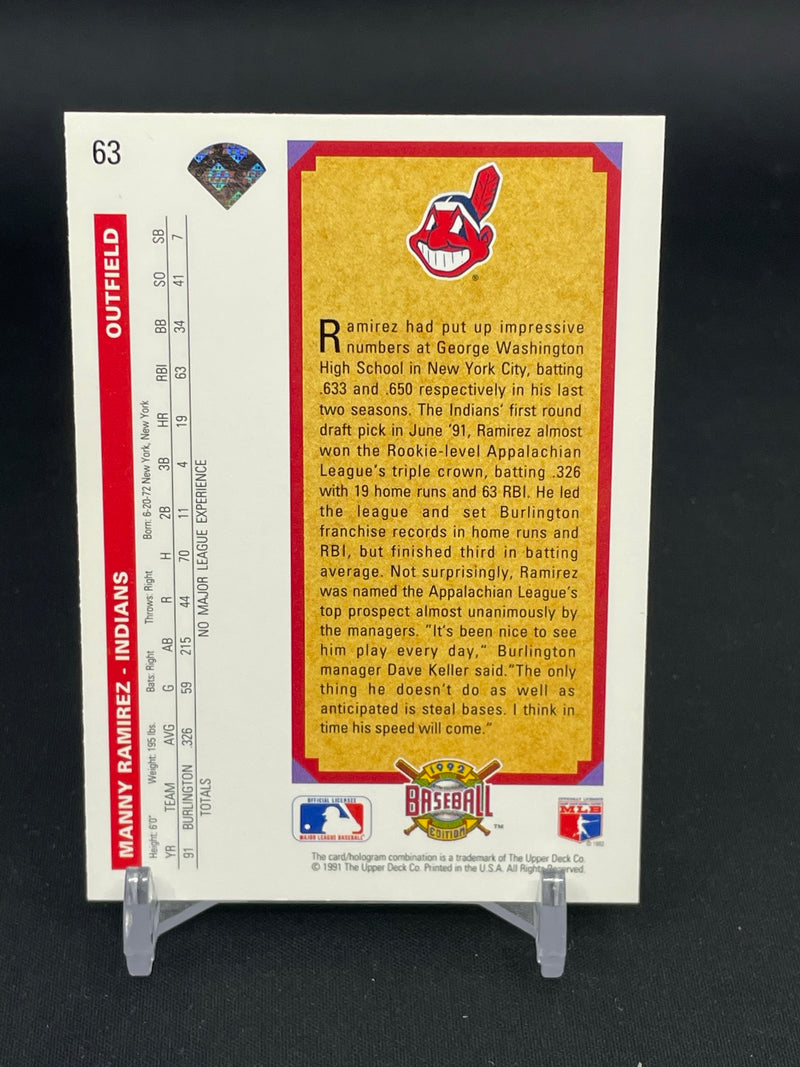 63
MANNY RAMIREZ - INDIANS OUTFIELD
Height: 6'0" Weight: 195 lbs. Bats: Right Throws: Right Born: 6-20-72 New York, New York
YR TEAM AVG G AB R H 2B 3B HR RBI BB SO SB
91 BURLINGTON .326 59 215 44 70 11 4 19 63 34 41 7
TOTALS NO MAJOR LEAGUE EXPERIENCE
®
Ramirez had put up impressive
numbers at George Washington
High School in New York City, batting
.633 and .650 respectively in his last
two seasons. The Indians' first round
draft pick in June '91, Ramirez almost
won the Rookie-level Appalachian
League's triple crown, batting .326
with 19 home runs and 63 RBI. He led
the league and set Burlington
franchise records in home runs and
RBI, but finished third in batting
average. Not surprisingly, Ramirez
was named the Appalachian League's
top prospect almost unanimously by
the managers. "It's been nice to see
him play every day," Burlington
manager Dave Keller said."The only
thing he doesn't do as well as
anticipated is steal bases. I think in
time his speed will come."
OFFICIAL LICENSEE
MAJOR LEAGUE BASEBALL
1992
BASEBALL
EDITION
™
MLB
The card/hologram combination is a trademark of The Upper Deck Co.
© 1991 The Upper Deck Co. Printed in the U.S.A. All Rights Reserved.